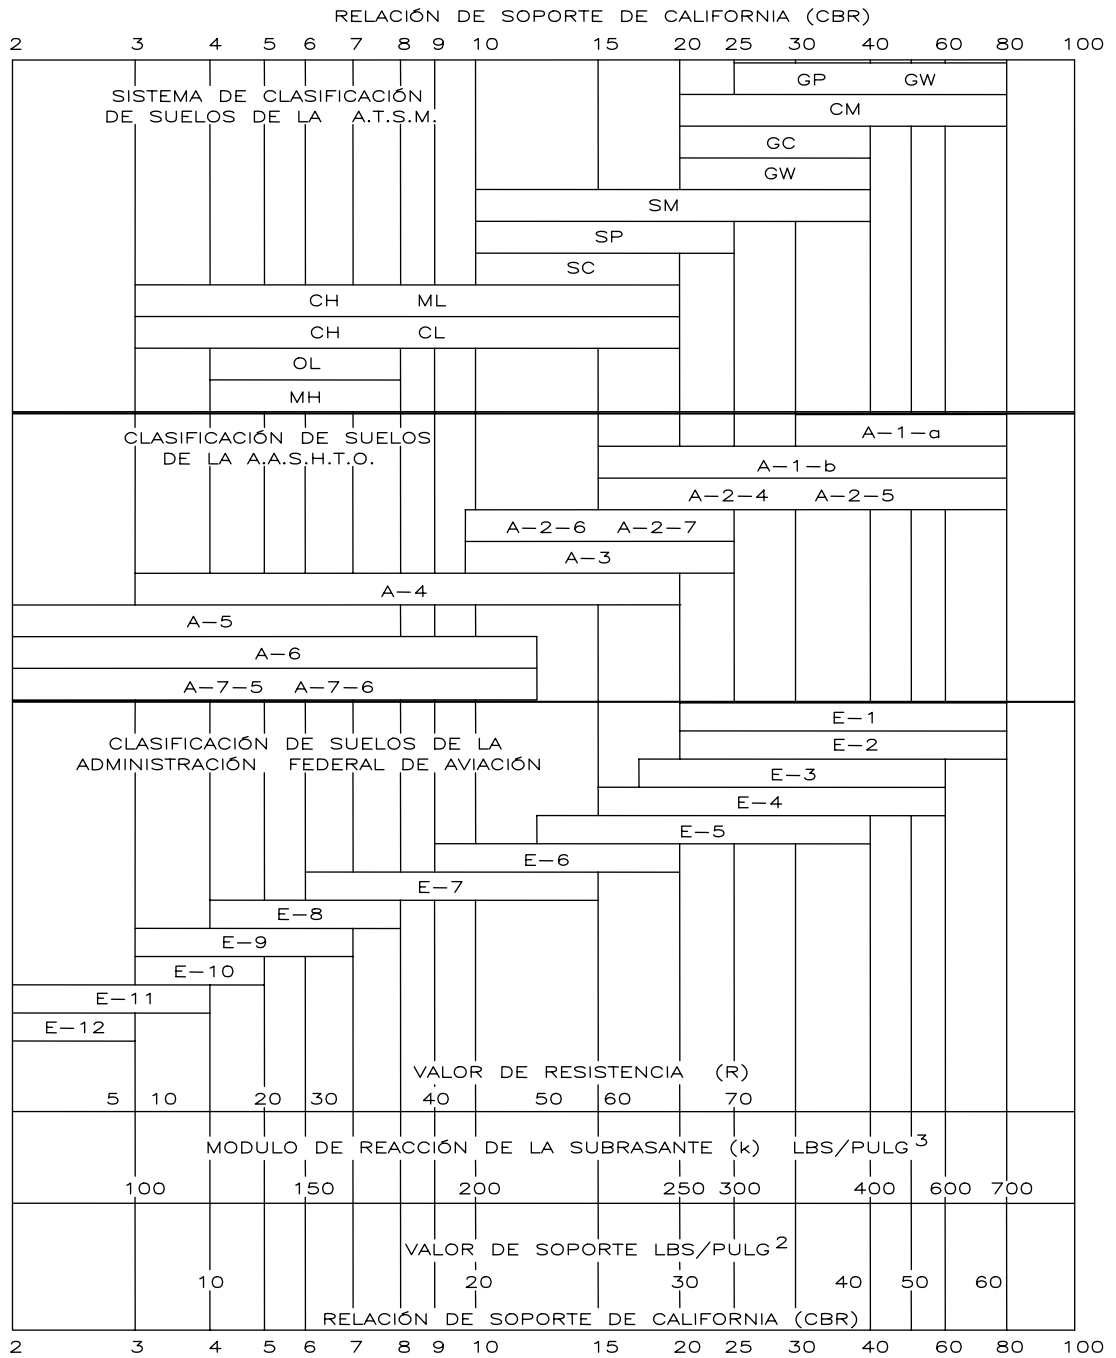 RELACIÓN DE SOPORTE DE CALIFORNIA (CBR)
2 3 4 5 6 7 8 9 10 15 20 25 30 40 50 60 80 100
GP GW
SISTEMA DE CLASIFICACIÓN
DE SUELOS DE LA A.T.S.M.
CM
GC
GW
SM
SP
SC
CH ML
CH CL
OL
MH
CLASIFICACIÓN DE SUELOS
DE LA A.A.S.H.T.O.
A-1-a
A-1-b
A-2-4 A-2-5
A-2-6 A-2-7
A-3
A-4
A-5
A-6
A-7-5 A-7-6
E-1
CLASIFICACIÓN DE SUELOS DE LA
ADMINISTRACIÓN FEDERAL DE AVIACIÓN
E-2
E-3
E-4
E-5
E-6
E-7
E-8
E-9
E-10
E-11
E-12
VALOR DE RESISTENCIA (R)
5 10 20 30 40 50 60 70
MODULO DE REACCIÓN DE LA SUBRASANTE (k) LBS/PULG³
100 150 200 250 300 400 600 700
VALOR DE SOPORTE LBS/PULG²
10 20 30 40 50 60
RELACIÓN DE SOPORTE DE CALIFORNIA (CBR)
2 3 4 5 6 7 8 9 10 15 20 25 30 40 50 60 80 100